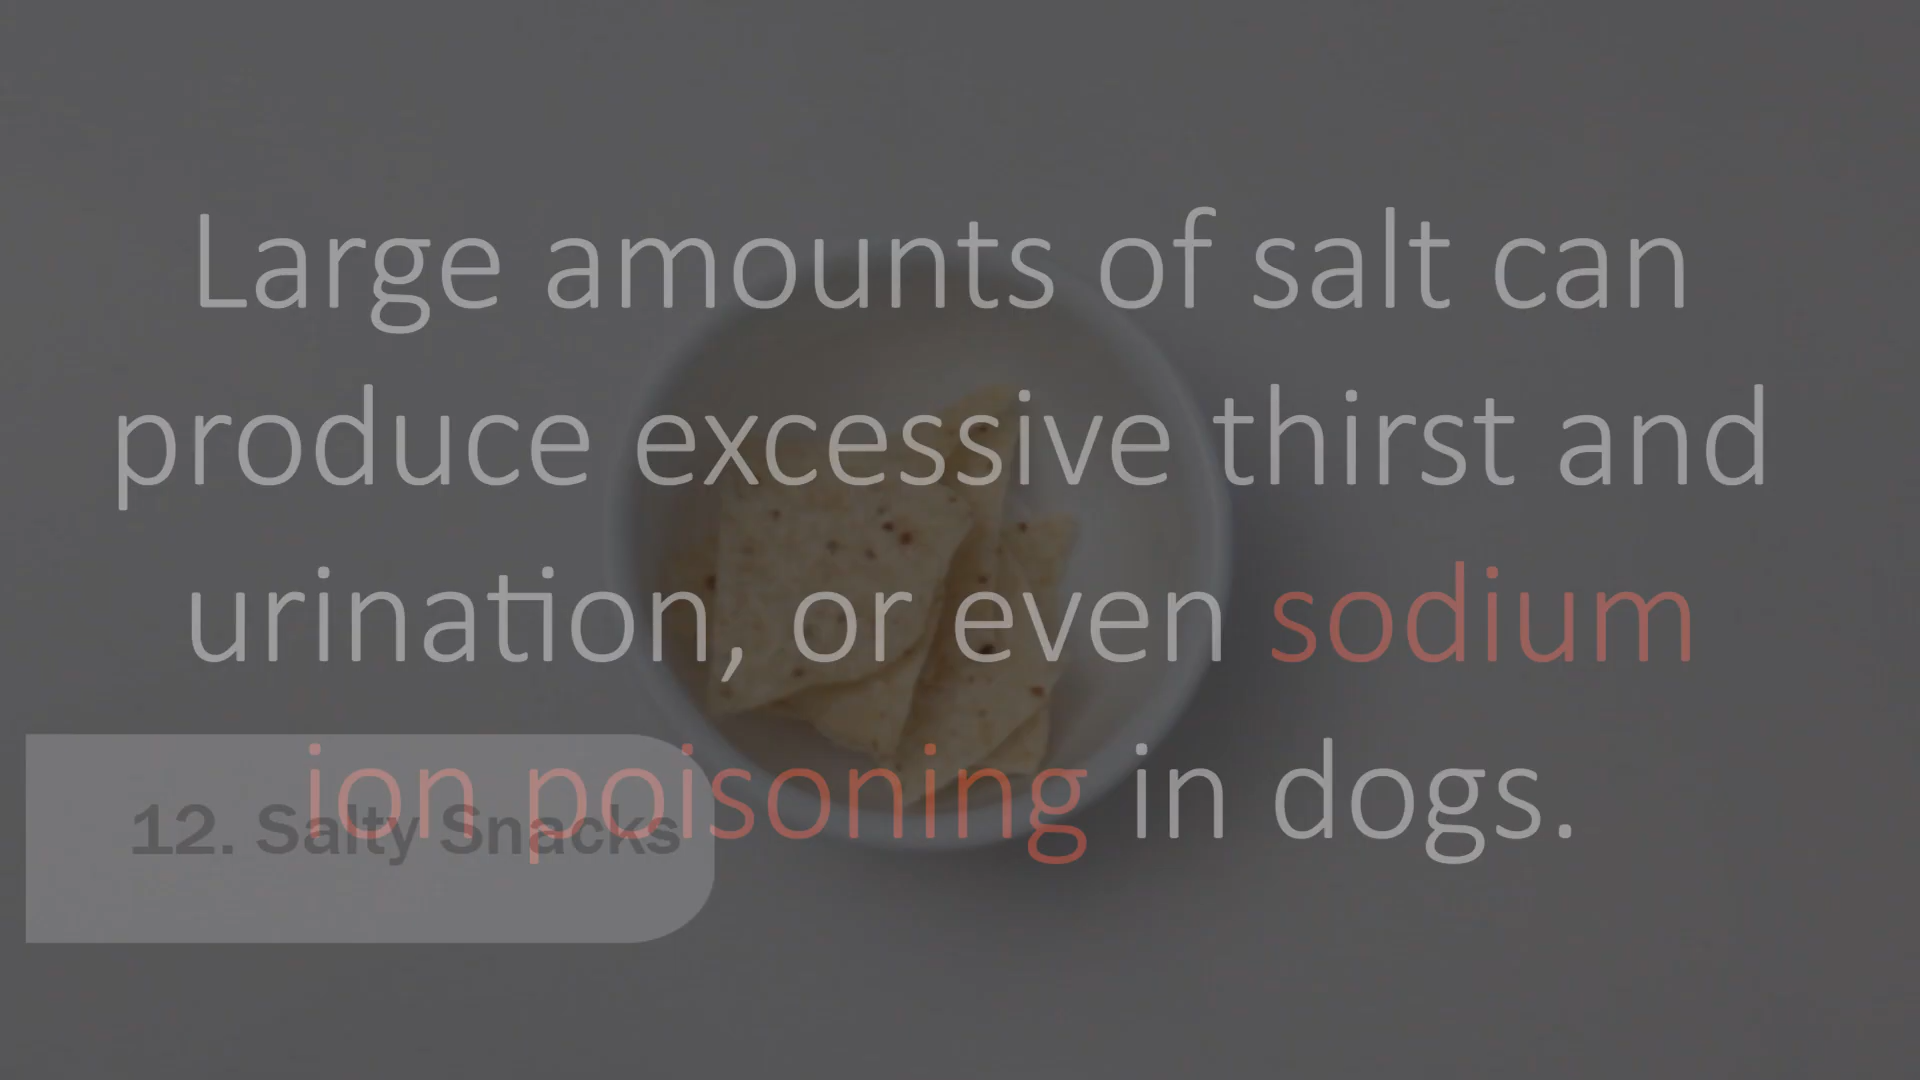 Large amounts of salt can
produce excessive thirst and
urination, or even sodium
ion poisoning in dogs.
12. Salty Snacks